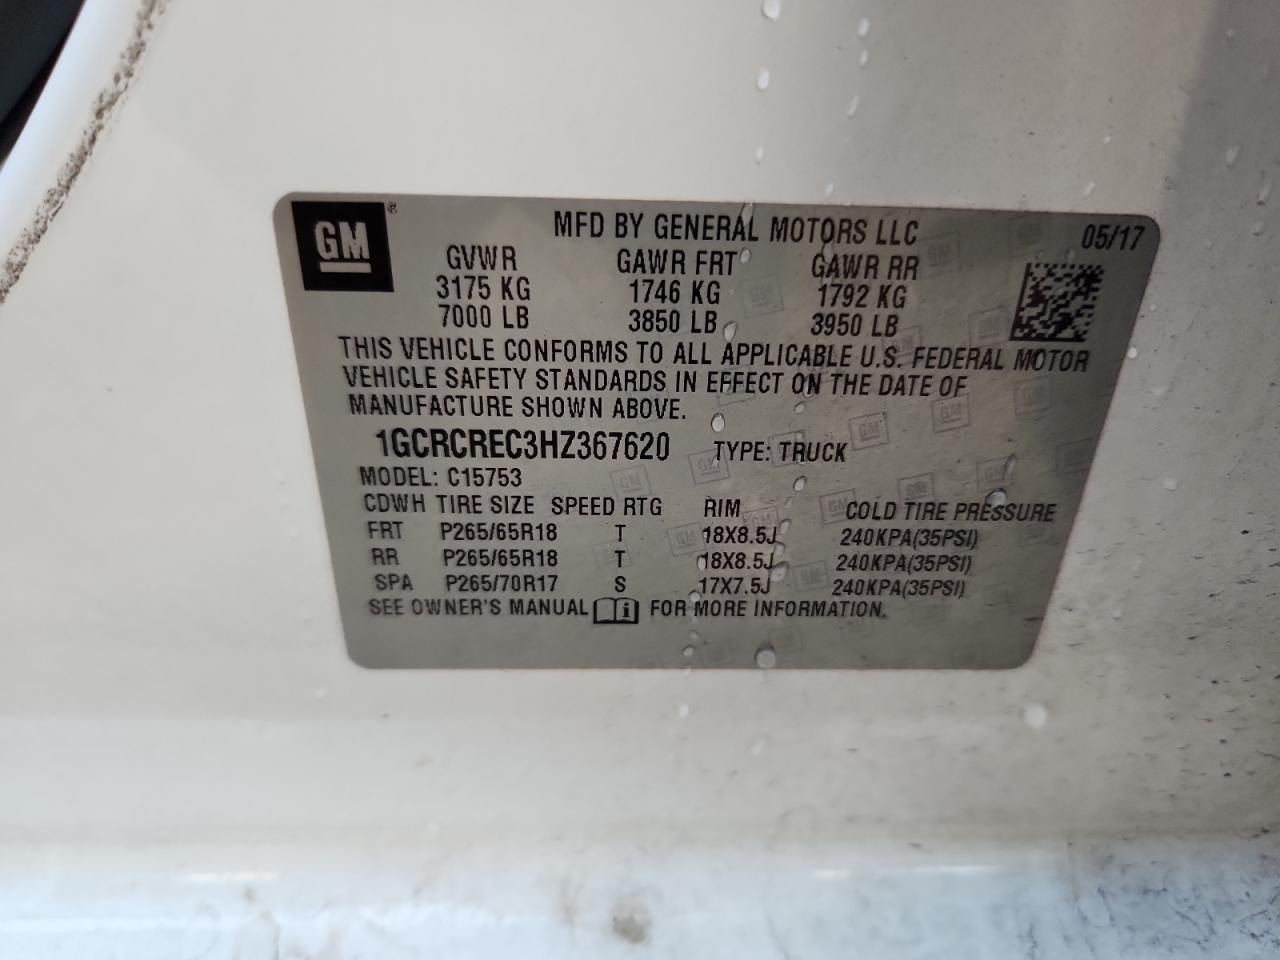 GM ® MFD BY GENERAL MOTORS LLC 05/17
GVWR GAWR FRT GAWR RR
3175 KG 1746 KG 1792 KG
7000 LB 3850 LB 3950 LB
THIS VEHICLE CONFORMS TO ALL APPLICABLE U.S. FEDERAL MOTOR
VEHICLE SAFETY STANDARDS IN EFFECT ON THE DATE OF
MANUFACTURE SHOWN ABOVE.
1GCRCREC3HZ367620 TYPE: TRUCK
MODEL: C15753
CDWH TIRE SIZE SPEED RTG RIM COLD TIRE PRESSURE
FRT P265/65R18 T 18X8.5J 240KPA(35PSI)
RR P265/65R18 T 18X8.5J 240KPA(35PSI)
SPA P265/70R17 S 17X7.5J 240KPA(35PSI)
SEE OWNER'S MANUAL FOR MORE INFORMATION.